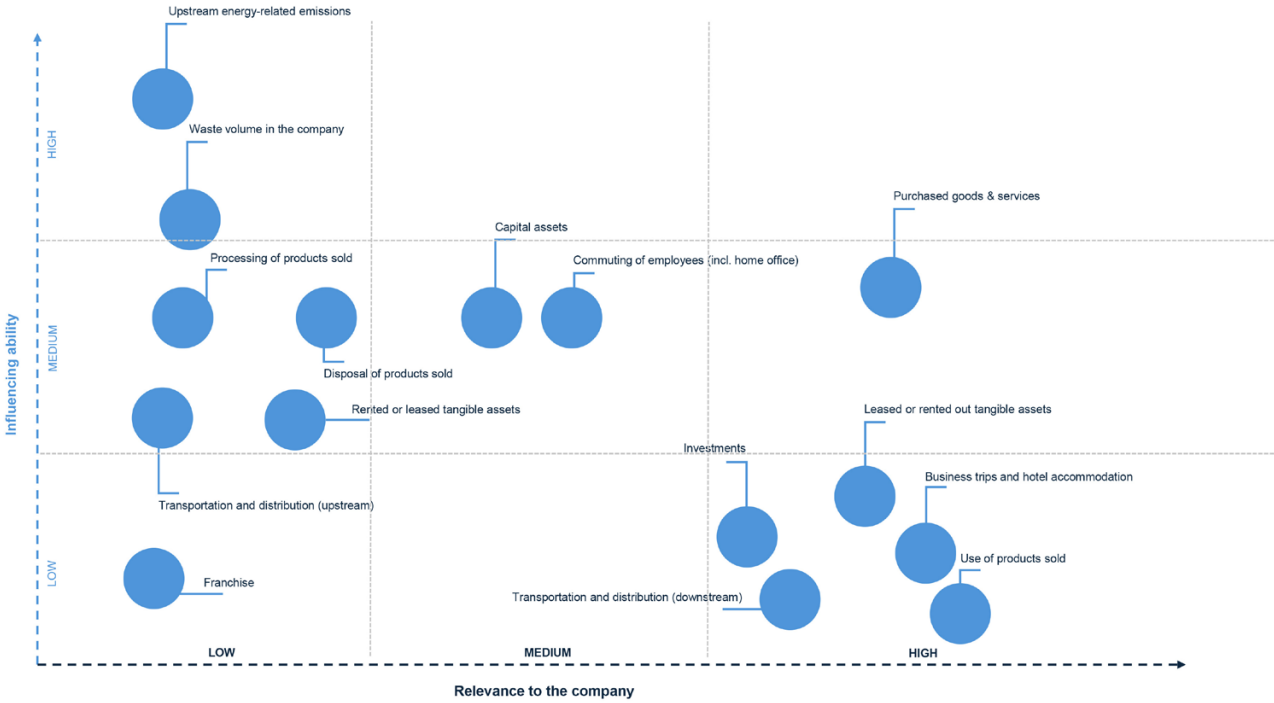 Upstream energy-related emissions
Waste volume in the company
HIGH
Purchased goods & services
Capital assets
Processing of products sold
Commuting of employees (incl. home office)
Influencing ability
MEDIUM
Disposal of products sold
Rented or leased tangible assets
Leased or rented out tangible assets
Investments
Business trips and hotel accommodation
Transportation and distribution (upstream)
Use of products sold
LOW
Franchise
Transportation and distribution (downstream)
LOW
MEDIUM
HIGH
Relevance to the company